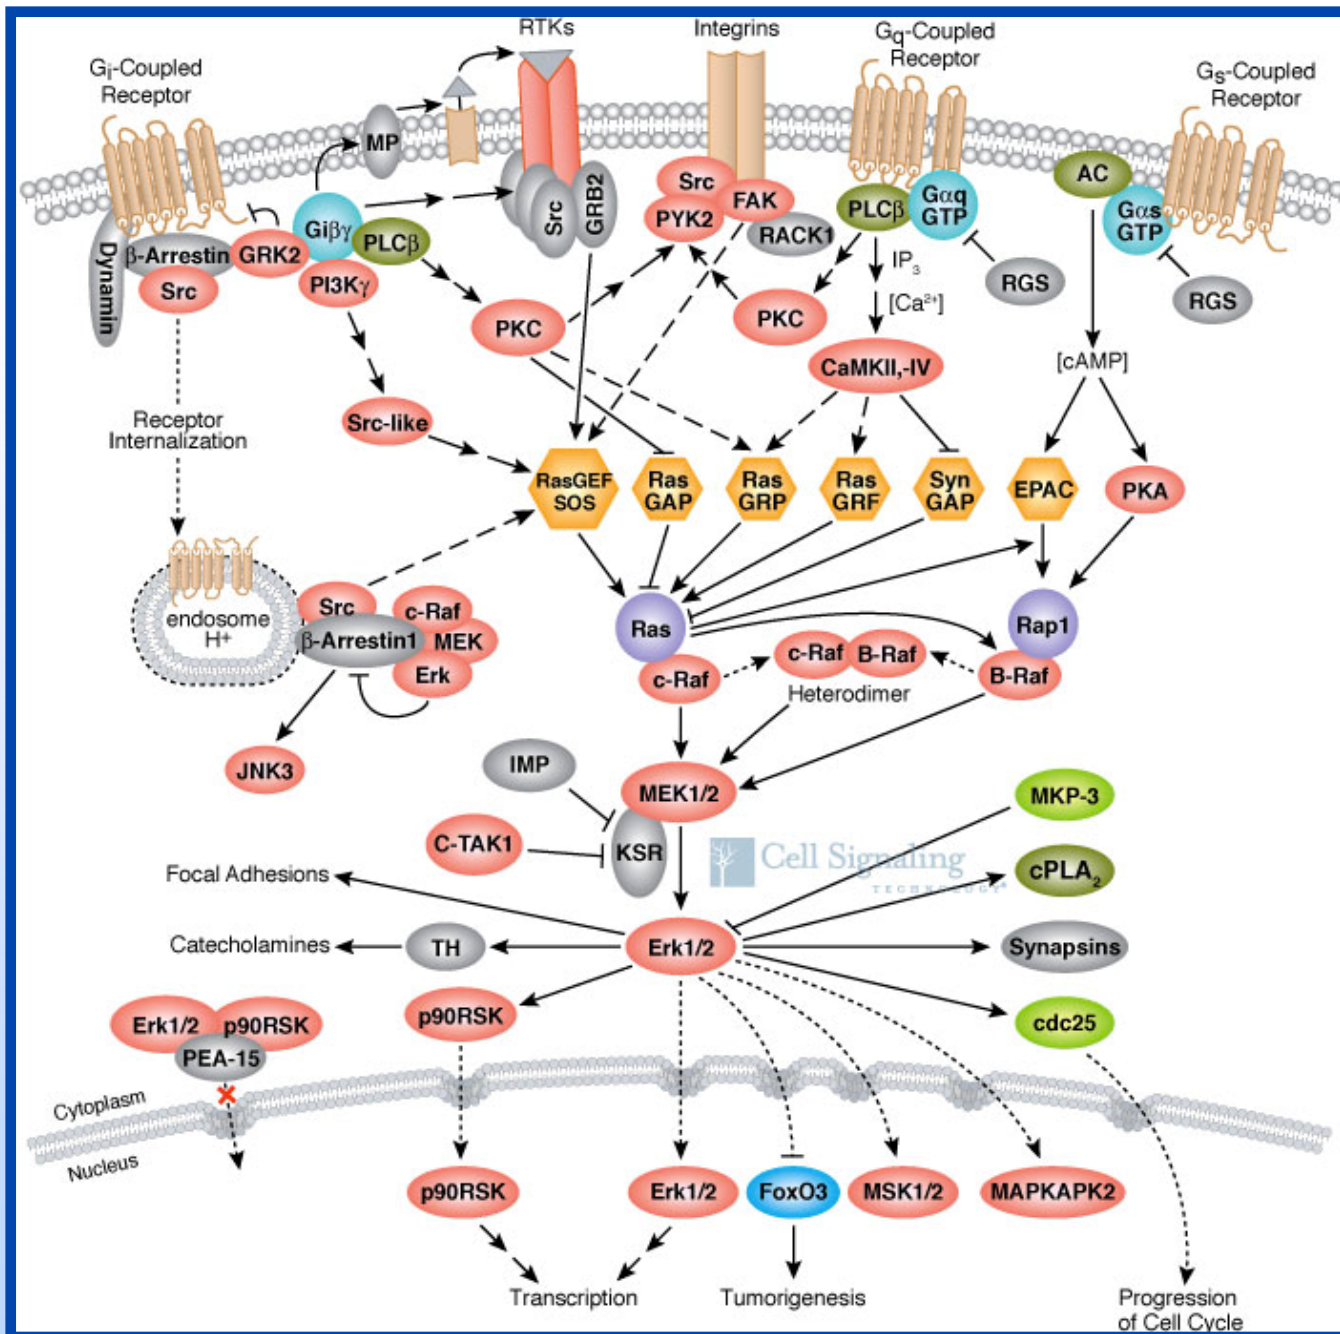 RTKs
Integrins
Gq-Coupled
Receptor
Gi-Coupled
Receptor
Gs-Coupled
Receptor
MP
Src
GRB2
Src
PYK2
FAK
RACK1
PLCβ
Gαq
GTP
AC
Gαs
GTP
Giβγ
PLCβ
PI3Kγ
GRK2
β-Arrestin
Src
Dynamin
IP3
[Ca2+]
RGS
RGS
PKC
PKC
CaMKII,-IV
[cAMP]
Receptor
Internalization
Src-like
RasGEF
SOS
Ras
GAP
Ras
GRP
Ras
GRF
Syn
GAP
EPAC
PKA
endosome
H+
Src
β-Arrestin1
c-Raf
MEK
Erk
Ras
c-Raf
c-Raf
B-Raf
Heterodimer
Rap1
B-Raf
JNK3
IMP
MEK1/2
KSR
C-TAK1
MKP-3
Cell Signaling
TECHNOLOGY®
cPLA2
Focal Adhesions
Catecholamines
TH
Erk1/2
Synapsins
Erk1/2
p90RSK
PEA-15
p90RSK
cdc25
Cytoplasm
Nucleus
p90RSK
Erk1/2
FoxO3
MSK1/2
MAPKAPK2
Transcription
Tumorigenesis
Progression
of Cell Cycle